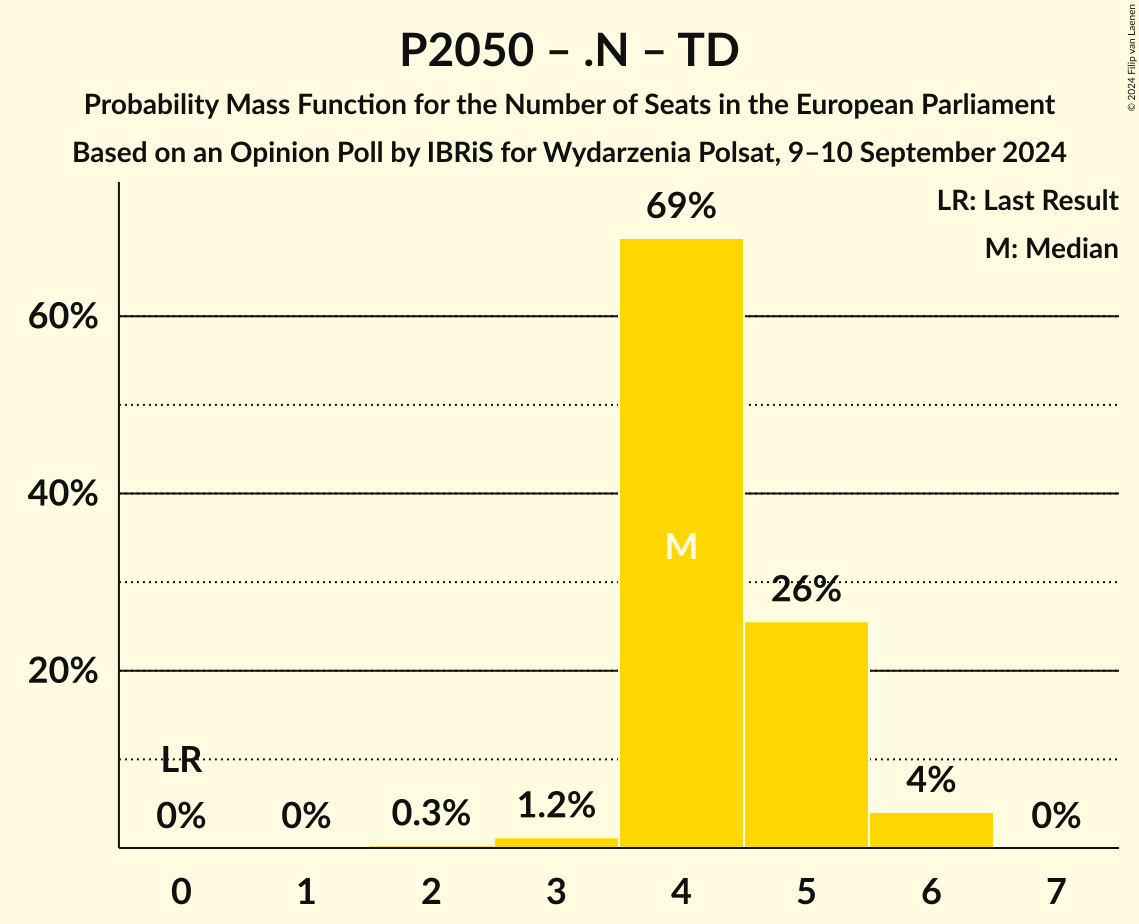 P2050 – .N – TD
Probability Mass Function for the Number of Seats in the European Parliament
Based on an Opinion Poll by IBRiS for Wydarzenia Polsat, 9–10 September 2024
© 2024 Filip van Laenen
LR: Last Result
M: Median
69%
60%
40%
M
26%
20%
LR
0%
0%
0.3%
1.2%
4%
0%
0 1 2 3 4 5 6 7